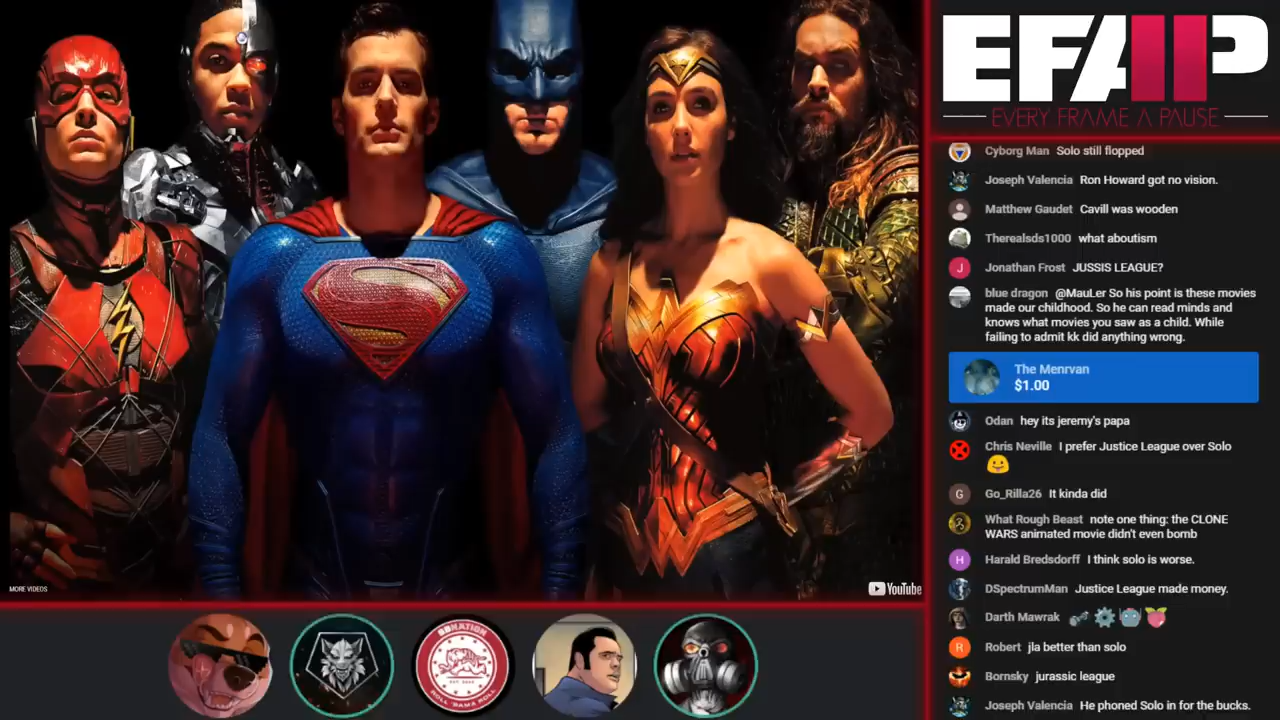 MORE VIDEOS
YouTube
BBNATION
ROLL 'BAMA ROLL
EFAP
EVERY FRAME A PAUSE
Cyborg Man Solo still flopped
Joseph Valencia Ron Howard got no vision.
Matthew Gaudet Cavill was wooden
Therealsds1000 what aboutism
J
Jonathan Frost JUSSIS LEAGUE?
blue dragon @MauLer So his point is these movies
made our childhood. So he can read minds and
knows what movies you saw as a child. While
failing to admit kk did anything wrong.
The Menrvan
$1.00
Odan hey its jeremy's papa
Chris Neville I prefer Justice League over Solo
G
Go_Rilla26 It kinda did
What Rough Beast note one thing: the CLONE
WARS animated movie didn't even bomb
H
Harald Bredsdorff I think solo is worse.
DSpectrumMan Justice League made money.
Darth Mawrak
R
Robert jla better than solo
Bornsky jurassic league
Joseph Valencia He phoned Solo in for the bucks.